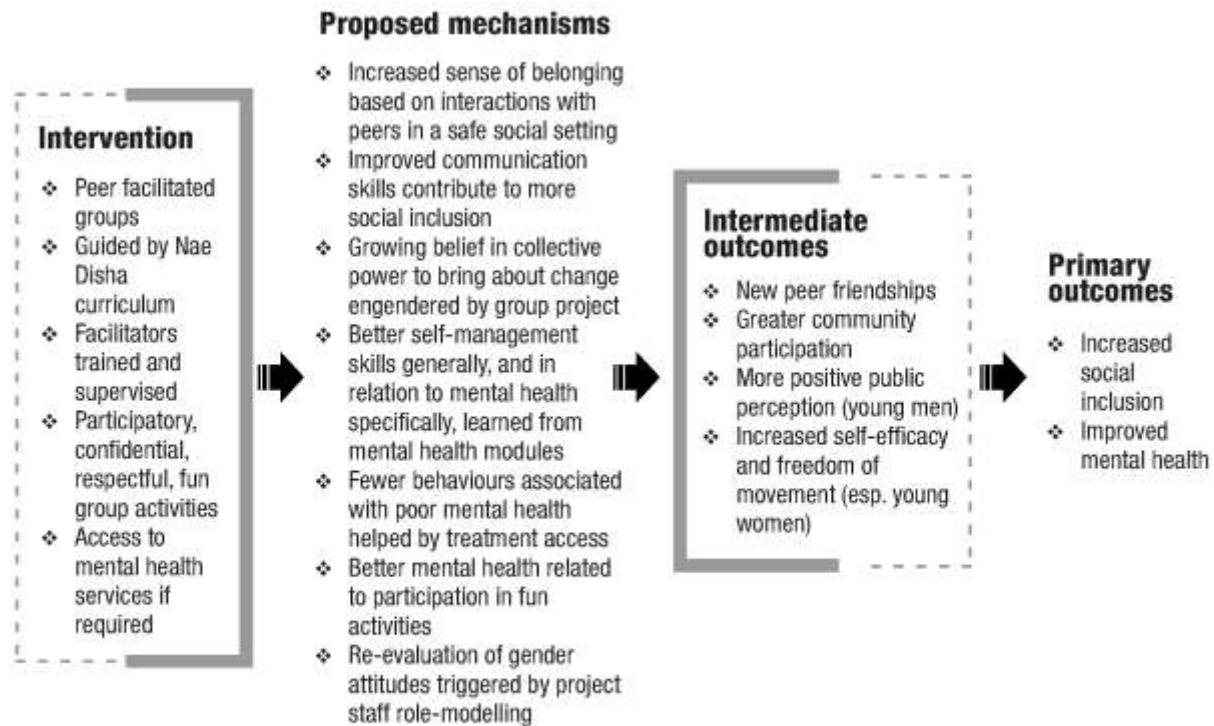 Intervention
❖ Peer facilitated
groups
❖ Guided by Nae
Disha
curriculum
❖ Facilitators
trained and
supervised
❖ Participatory,
confidential,
respectful, fun
group activities
❖ Access to
mental health
services if
required
Proposed mechanisms
❖ Increased sense of belonging
based on interactions with
peers in a safe social setting
❖ Improved communication
skills contribute to more
social inclusion
❖ Growing belief in collective
power to bring about change
engendered by group project
❖ Better self-management
skills generally, and in
relation to mental health
specifically, learned from
mental health modules
❖ Fewer behaviours associated
with poor mental health
helped by treatment access
❖ Better mental health related
to participation in fun
activities
❖ Re-evaluation of gender
attitudes triggered by project
staff role-modelling
Intermediate
outcomes
❖ New peer friendships
❖ Greater community
participation
❖ More positive public
perception (young men)
❖ Increased self-efficacy
and freedom of
movement (esp. young
women)
Primary
outcomes
❖ Increased
social
inclusion
❖ Improved
mental health